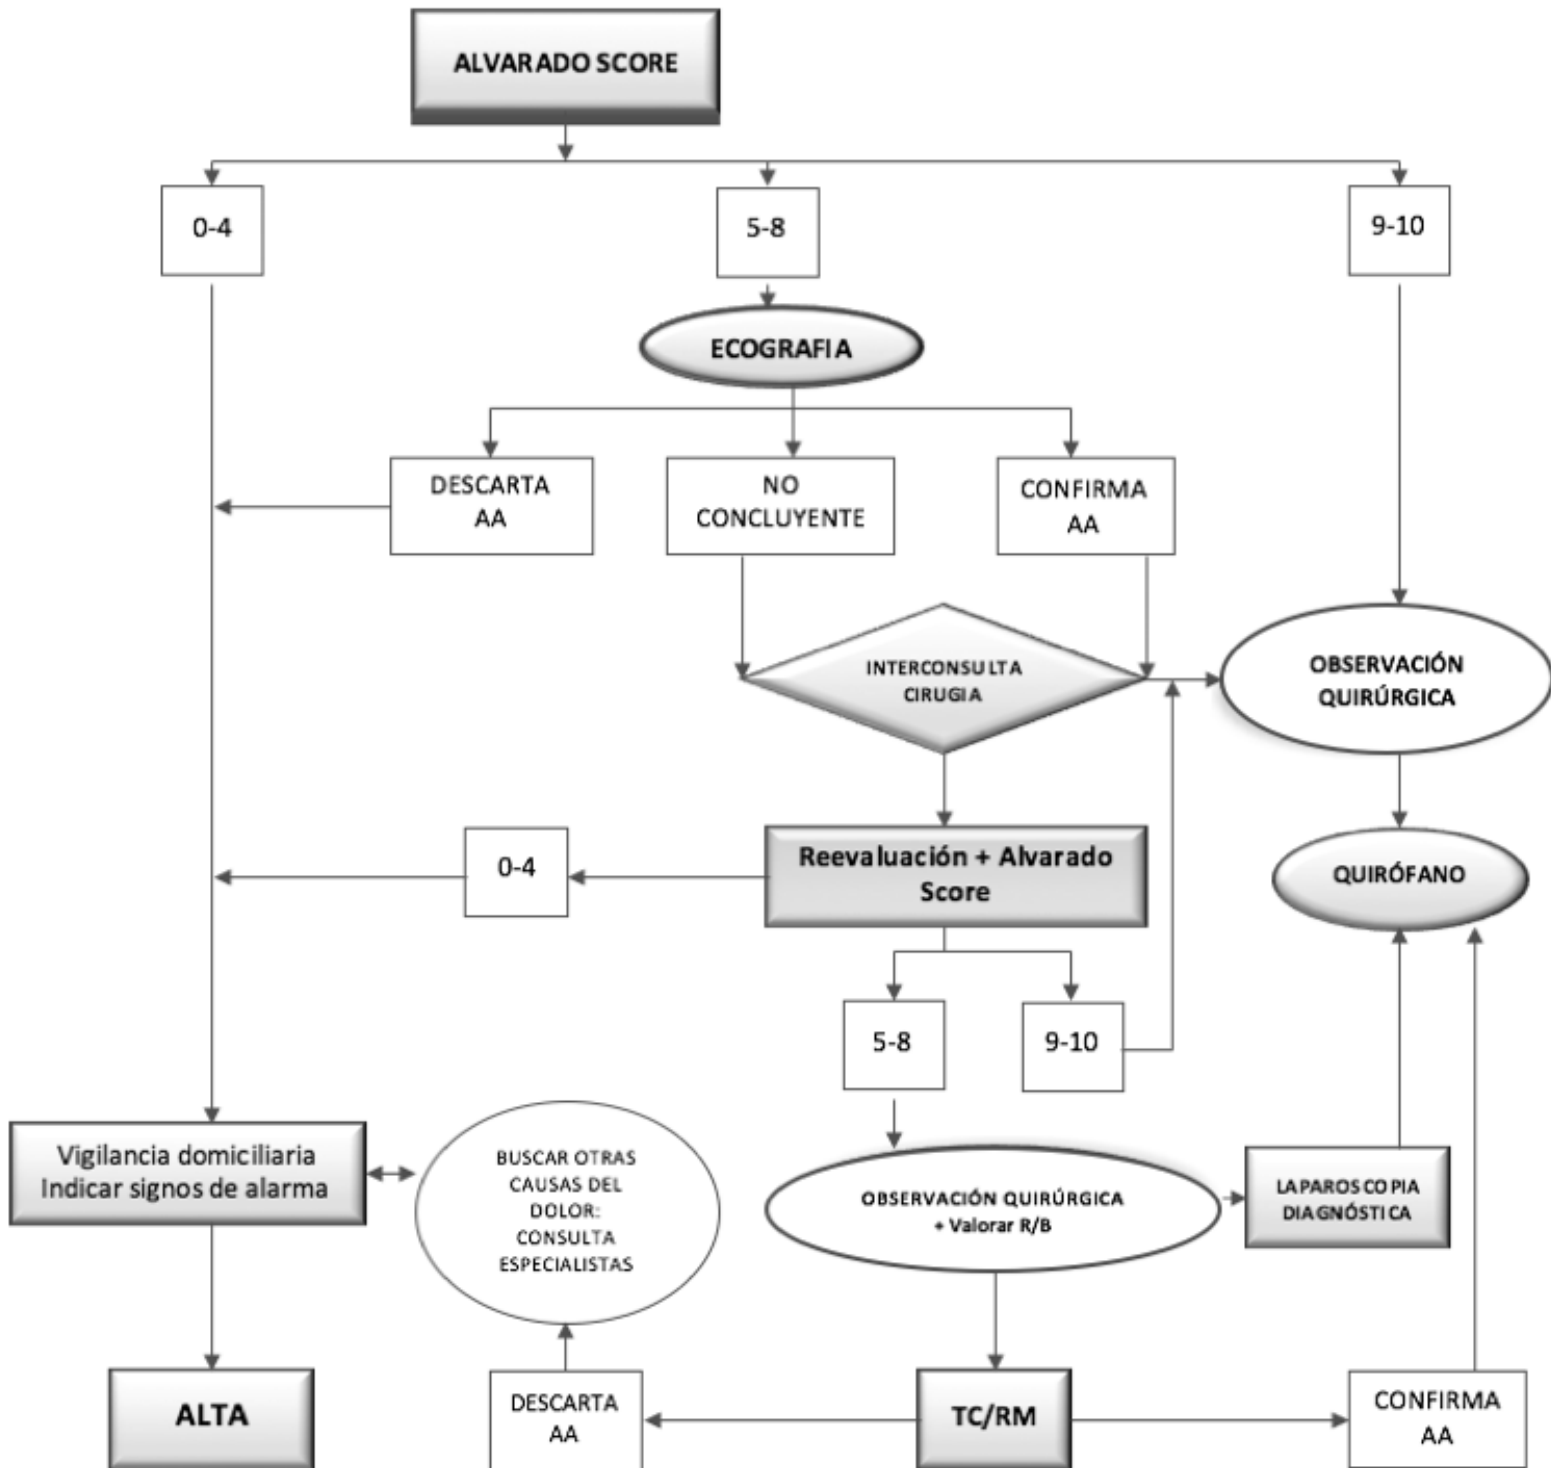 ALVARADO SCORE
0-4
5-8
9-10
ECOGRAFIA
DESCARTA
AA
NO
CONCLUYENTE
CONFIRMA
AA
INTERCONSULTA
CIRUGIA
OBSERVACIÓN
QUIRÚRGICA
Reevaluación + Alvarado
Score
0-4
QUIRÓFANO
5-8
9-10
Vigilancia domiciliaria
Indicar signos de alarma
BUSCAR OTRAS
CAUSAS DEL
DOLOR:
CONSULTA
ESPECIALISTAS
OBSERVACIÓN QUIRÚRGICA
+ Valorar R/B
LAPAROSCOPIA
DIAGNÓSTICA
ALTA
DESCARTA
AA
TC/RM
CONFIRMA
AA